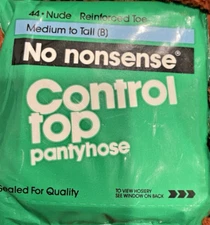 44 • Nude Reinforced Toe
Medium to Tall (B)
No nonsense®
Control
top
pantyhose
Sealed For Quality
TO VIEW HOSIERY
SEE WINDOW ON BACK